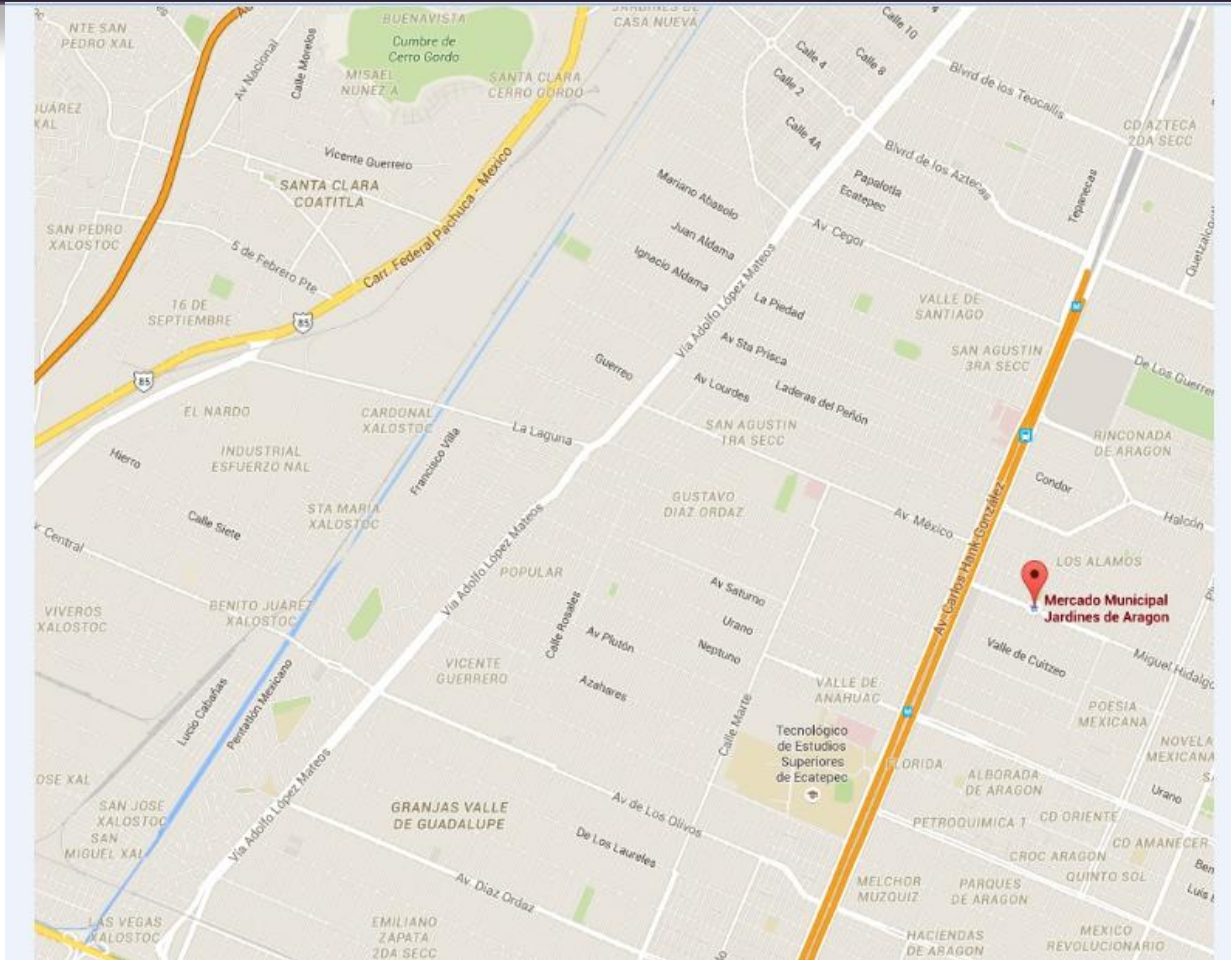 NTE SAN
PEDRO XAL
Av Nacional
Calle Morelos
BUENAVISTA
Cumbre de
Cerro Gordo
MISAEL
NUÑEZ A
SANTA CLARA
CERRO GORDO
JARDINES DE
CASA NUEVA
Calle 10
Calle 4
Calle 8
Calle 2
Calle 4A
Blvrd de los Teocallis
CD AZTECA
2DA SECC
Blvrd de los Aztecas
Vicente Guerrero
SANTA CLARA
COATITLA
Carr. Federal Pachuca - Mexico
Mariano Abasolo
Juan Aldama
Ignacio Aldama
Papalotla
Ecatepec
Tepanecas
Av. Cegor
SAN PEDRO
XALOSTOC
5 de Febrero Pte
16 DE
SEPTIEMBRE
85
85
Vía Adolfo López Mateos
La Piedad
VALLE DE
SANTIAGO
Av Sta Prisca
SAN AGUSTIN
3RA SECC
Guerreo
Av Lourdes
Laderas del Peñón
EL NARDO
CARDONAL
XALOSTOC
La Laguna
SAN AGUSTIN
1RA SECC
RINCONADA
DE ARAGON
Hierro
INDUSTRIAL
ESFUERZO NAL
Francisco Villa
Condor
GUSTAVO
DIAZ ORDAZ
STA MARIA
XALOSTOC
Calle Siete
Av. México
Halcón
Central
Vía Adolfo López Mateos
Av. Carlos Hank González
POPULAR
LOS ALAMOS
Av Saturno
Mercado Municipal
Jardines de Aragon
VIVEROS
XALOSTOC
BENITO JUÁREZ
XALOSTOC
Calle Rosales
Av Plutón
Urano
Neptuno
Valle de Cuitzeo
Miguel Hidalgo
VICENTE
GUERRERO
Azahares
VALLE DE
ANAHUAC
Lucio Cabañas
Pentatlón Mexicano
Calle Marte
POESIA
MEXICANA
Tecnológico
de Estudios
Superiores
de Ecatepec
FLORIDA
NOVELA
MEXICANA
ALBORADA
DE ARAGON
Urano
SAN JOSE
XALOSTOC
SAN
MIGUEL XAL
Vía Adolfo López Mateos
GRANJAS VALLE
DE GUADALUPE
Av de Los Olivos
PETROQUIMICA 1
CD ORIENTE
De Los Laureles
CD AMANECER
CROC ARAGON
QUINTO SOL
Av. Díaz Ordaz
MELCHOR
MUZQUIZ
PARQUES
DE ARAGON
LAS VEGAS
XALOSTOC
EMILIANO
ZAPATA
2DA SECC
HACIENDAS
DE ARAGON
MEXICO
REVOLUCIONARIO